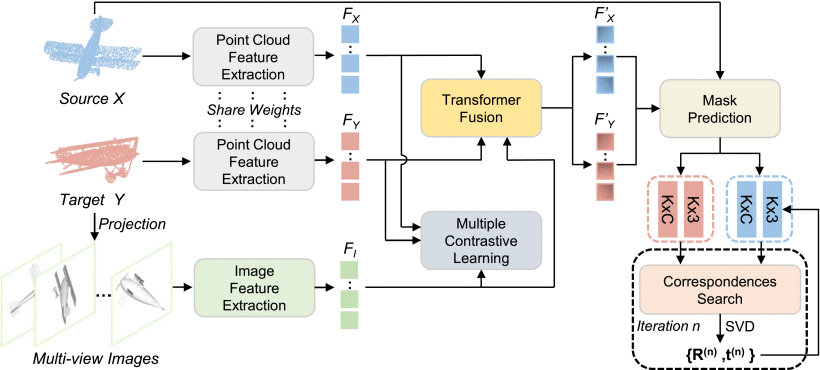 Source X
Point Cloud
Feature
Extraction
F_X
Share Weights
Target Y
Point Cloud
Feature
Extraction
F_Y
Projection
Multi-view Images
Image
Feature
Extraction
F_I
Transformer
Fusion
Multiple
Contrastive
Learning
F'_X
F'_Y
Mask
Prediction
KxC
Kx3
KxC
Kx3
Correspondences
Search
Iteration n
SVD
{R^(n) ,t^(n) }